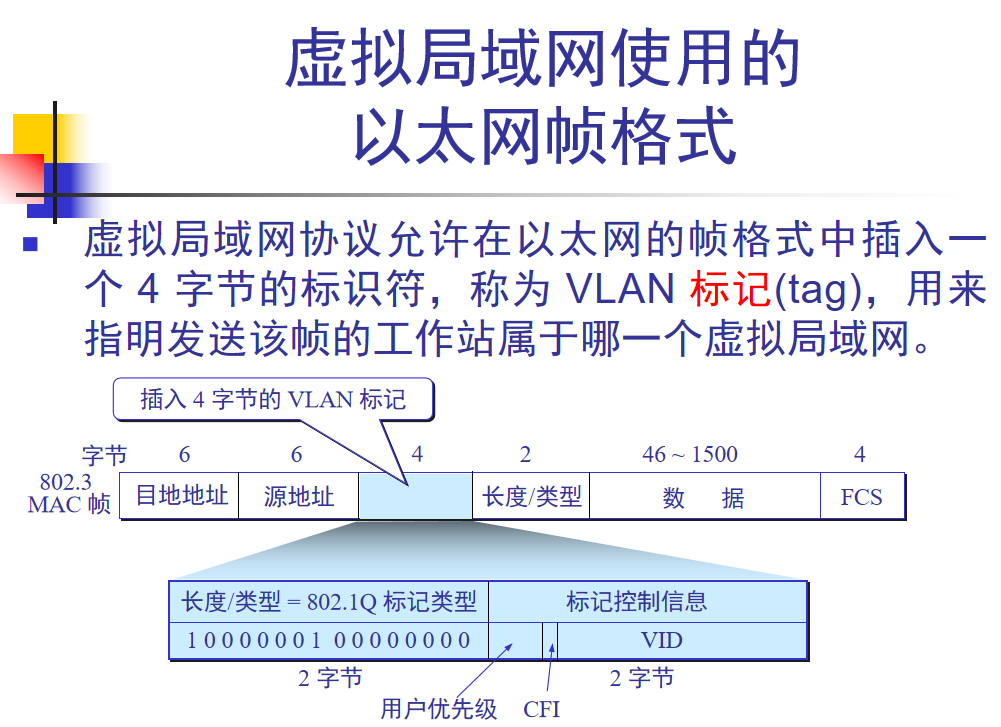 虚拟局域网使用的
以太网帧格式
虚拟局域网协议允许在以太网的帧格式中插入一
个 4 字节的标识符，称为 VLAN 标记(tag)，用来
指明发送该帧的工作站属于哪一个虚拟局域网。
插入 4 字节的 VLAN 标记
字节 6 6 4 2 46 ~ 1500 4
802.3
MAC 帧
目地地址 源地址 长度/类型 数 据 FCS
长度/类型 = 802.1Q 标记类型 标记控制信息
1 0 0 0 0 0 0 1 0 0 0 0 0 0 0 0 VID
2 字节 2 字节
用户优先级 CFI